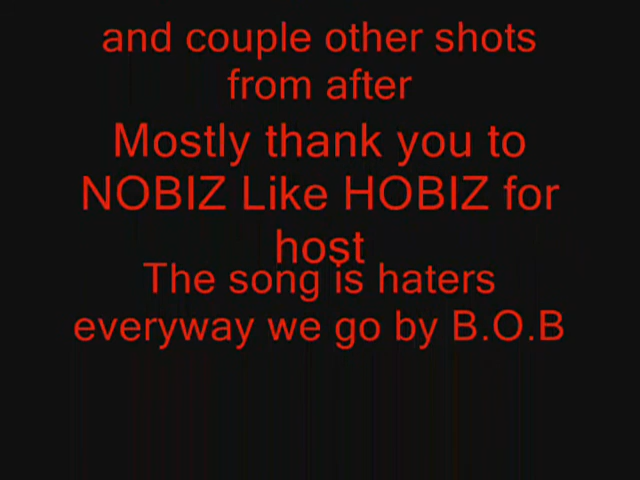 and couple other shots
from after
Mostly thank you to
NOBIZ Like HOBIZ for
host
The song is haters
everyway we go by B.O.B